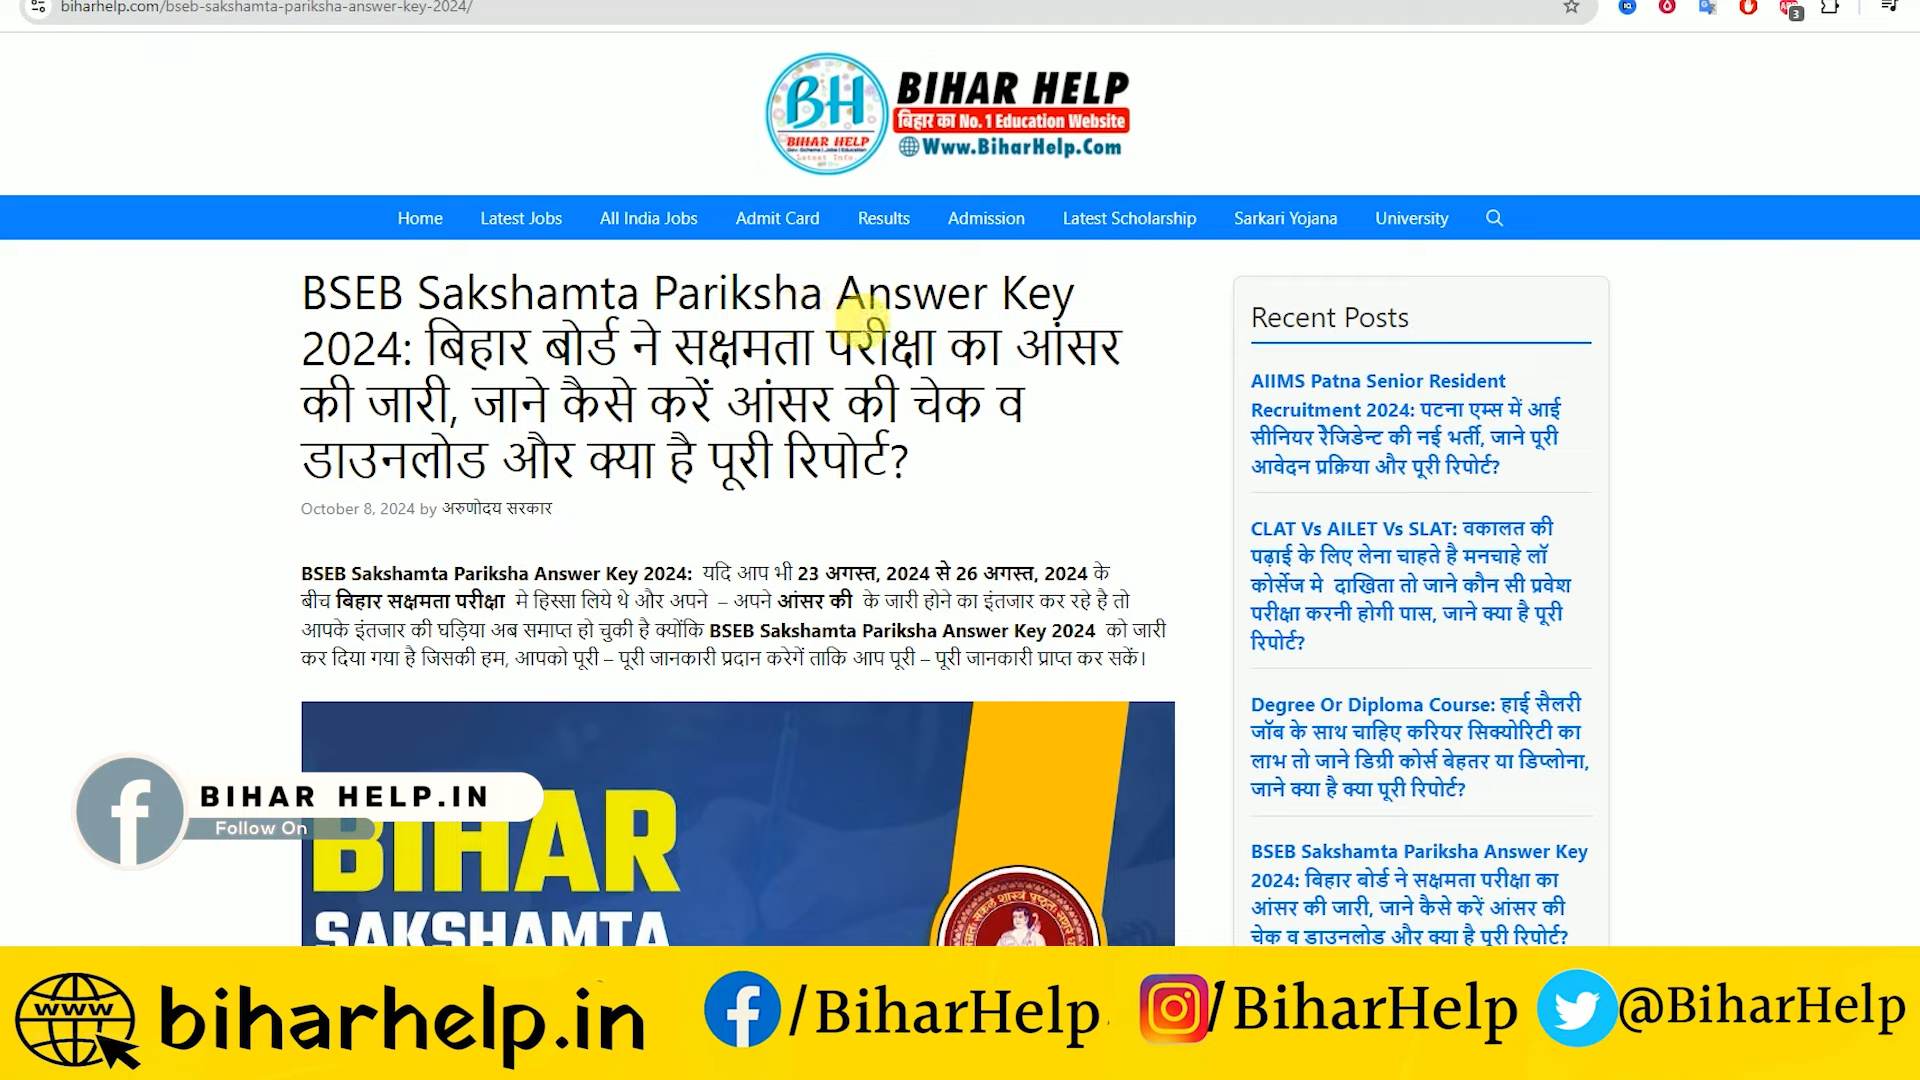 biharhelp.com/bseb-sakshamta-pariksha-answer-key-2024/
3
BH
BIHAR HELP
BIHAR HELP
बिहार का No. 1 Education Website
Www.BiharHelp.Com
Home Latest Jobs All India Jobs Admit Card Results Admission Latest Scholarship Sarkari Yojana University
BSEB Sakshamta Pariksha Answer Key
2024: बिहार बोर्ड ने सक्षमता परीक्षा का आंसर
की जारी, जाने कैसे करें आंसर की चेक व
डाउनलोड और क्या है पूरी रिपोर्ट?
October 8, 2024 by अरुणोदय सरकार
BSEB Sakshamta Pariksha Answer Key 2024: यदि आप भी 23 अगस्त, 2024 से 26 अगस्त, 2024 के
बीच बिहार सक्षमता परीक्षा मे हिस्सा लिये थे और अपने – अपने आंसर की के जारी होने का इंतजार कर रहे है तो
आपके इंतजार की घड़िया अब समाप्त हो चुकी है क्योंकि BSEB Sakshamta Pariksha Answer Key 2024 को जारी
कर दिया गया है जिसकी हम, आपको पूरी – पूरी जानकारी प्रदान करेगें ताकि आप पूरी – पूरी जानकारी प्राप्त कर सकें।
Recent Posts
AIIMS Patna Senior Resident
Recruitment 2024: पटना एम्स में आई
सीनियर रेैजिडेन्ट की नई भर्ती, जाने पूरी
आवेदन प्रक्रिया और पूरी रिपोर्ट?
CLAT Vs AILET Vs SLAT: वकालत की
पढ़ाई के लिए लेना चाहते है मनचाहे लॉ
कोर्सेज मे दाखिता तो जाने कौन सी प्रवेश
परीक्षा करनी होगी पास, जाने क्या है पूरी
रिपोर्ट?
Degree Or Diploma Course: हाई सैलरी
जॉब के साथ चाहिए करियर सिक्योरिटी का
लाभ तो जाने डिग्री कोर्स बेहतर या डिप्लोना,
जाने क्या है क्या पूरी रिपोर्ट?
BSEB Sakshamta Pariksha Answer Key
2024: बिहार बोर्ड ने सक्षमता परीक्षा का
आंसर की जारी, जाने कैसे करें आंसर की
चेक व डाउनलोड और क्या है पूरी रिपोर्ट?
BIHAR HELP.IN
Follow On
BIHAR
SAKSHAMTA
www
biharhelp.in
/BiharHelp
/BiharHelp
@BiharHelp